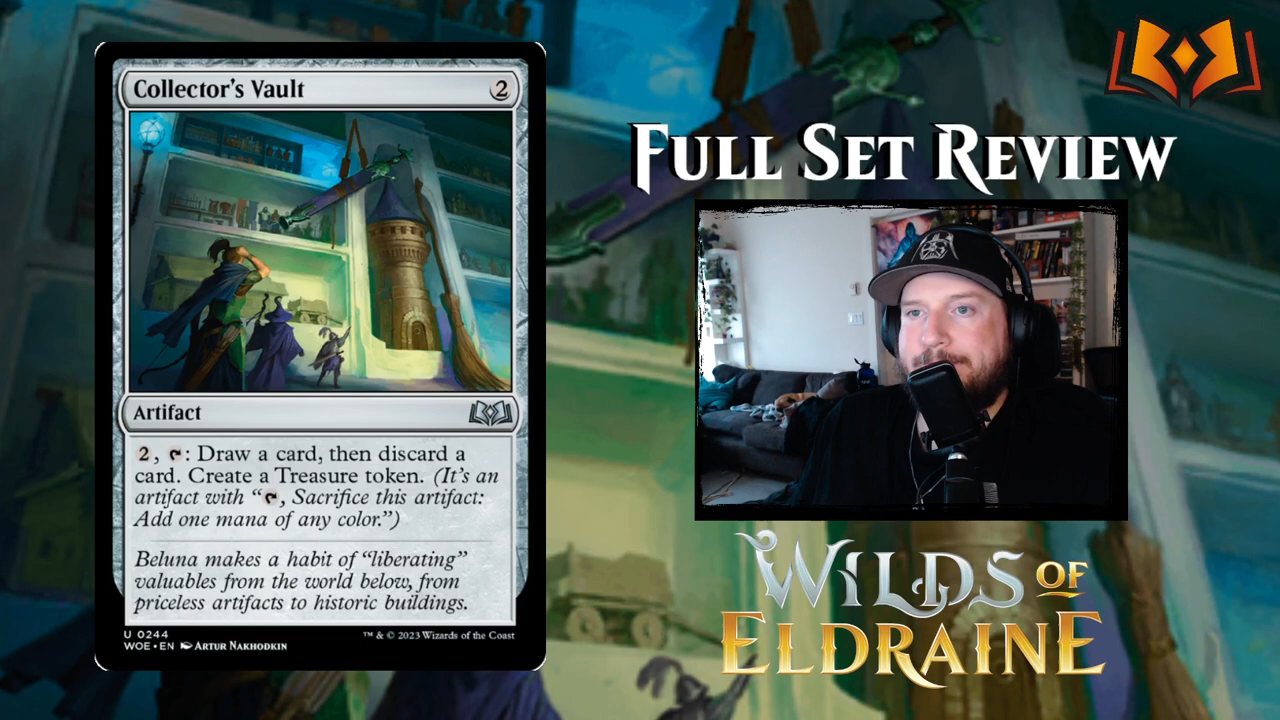 Collector's Vault 2
Artifact
2, : Draw a card, then discard a
card. Create a Treasure token. (It's an
artifact with “ , Sacrifice this artifact:
Add one mana of any color.”)
Beluna makes a habit of “liberating”
valuables from the world below, from
priceless artifacts to historic buildings.
U 0244
WOE • EN ARTUR NAKHODKIN
™ & © 2023 Wizards of the Coast
FULL SET REVIEW
WILDS OF
ELDRAINE